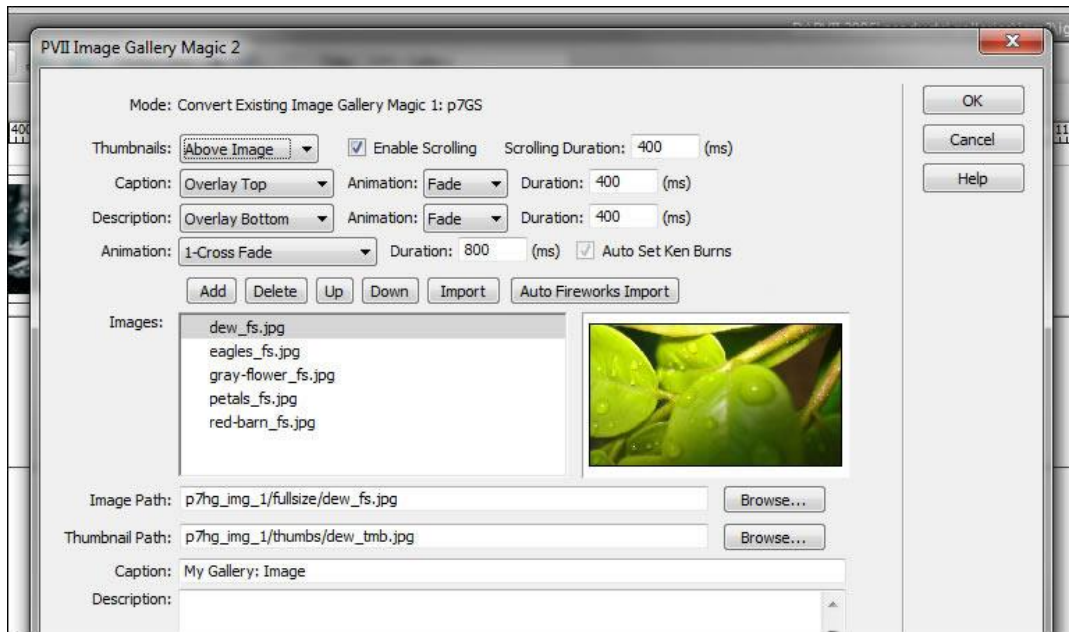 PVII Image Gallery Magic 2
Mode: Convert Existing Image Gallery Magic 1: p7GS
OK
Thumbnails: Above Image Enable Scrolling Scrolling Duration: 400 (ms)
Cancel
Caption: Overlay Top Animation: Fade Duration: 400 (ms)
Help
Description: Overlay Bottom Animation: Fade Duration: 400 (ms)
Animation: 1-Cross Fade Duration: 800 (ms) Auto Set Ken Burns
Add Delete Up Down Import Auto Fireworks Import
Images:
dew_fs.jpg
eagles_fs.jpg
gray-flower_fs.jpg
petals_fs.jpg
red-barn_fs.jpg
Image Path: p7hg_img_1/fullsize/dew_fs.jpg Browse...
Thumbnail Path: p7hg_img_1/thumbs/dew_tmb.jpg Browse...
Caption: My Gallery: Image
Description: